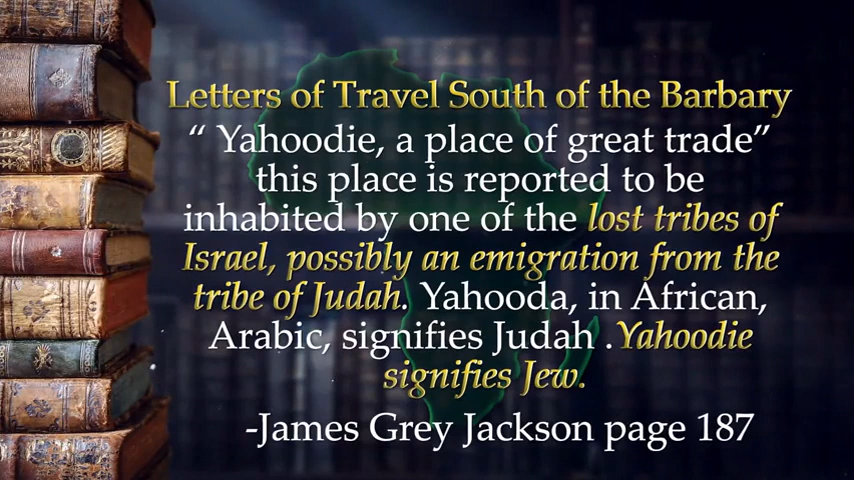 Letters of Travel South of the Barbary
“ Yahoodie, a place of great trade”
this place is reported to be
inhabited by one of the lost tribes of
Israel, possibly an emigration from the
tribe of Judah. Yahooda, in African,
Arabic, signifies Judah .Yahoodie
signifies Jew.
-James Grey Jackson page 187